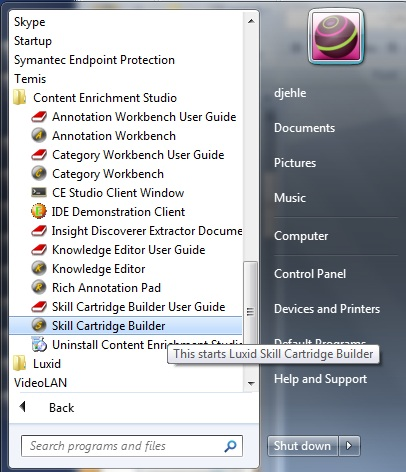 Skype
Startup
Symantec Endpoint Protection
Temis
Content Enrichment Studio
Annotation Workbench User Guide
Annotation Workbench
Category Workbench User Guide
Category Workbench
CE Studio Client Window
IDE Demonstration Client
Insight Discoverer Extractor Docume
Knowledge Editor User Guide
Knowledge Editor
Rich Annotation Pad
Skill Cartridge Builder User Guide
Skill Cartridge Builder
Uninstall Content Enrichment Studio
This starts Luxid Skill Cartridge Builder
Luxid
VideoLAN
Back
Search programs and files
djehle
Documents
Pictures
Music
Computer
Control Panel
Devices and Printers
Default Programs
Help and Support
Shut down